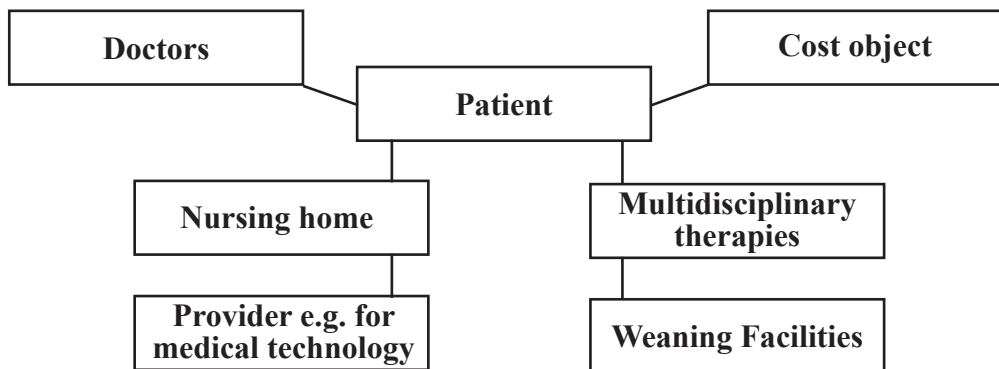 Doctors
Cost object
Patient
Nursing home
Multidisciplinary
therapies
Provider e.g. for
medical technology
Weaning Facilities